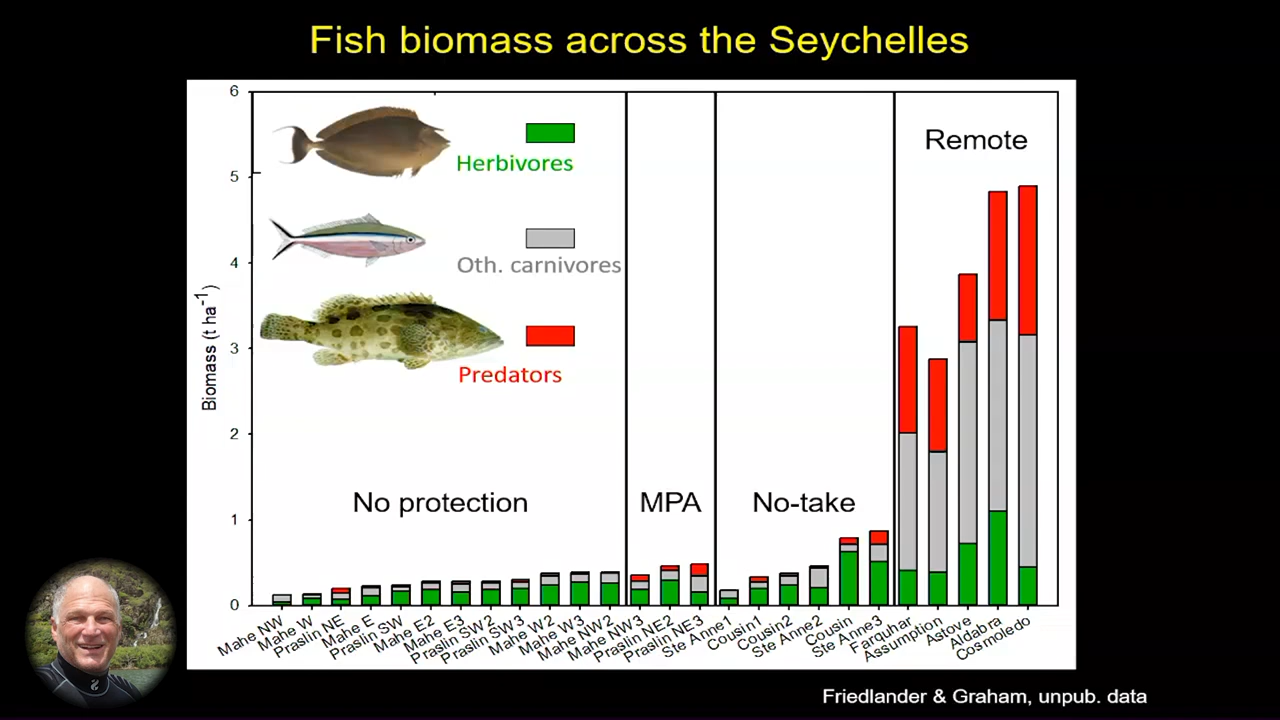 Fish biomass across the Seychelles
6
5
4
3
2
1
0
Biomass (t ha-1)
Herbivores
Oth. carnivores
Predators
No protection
MPA
No-take
Remote
Mahe NW
Mahe W
Praslin NE
Mahe E
Praslin SW
Mahe E2
Mahe E3
Praslin SW2
Praslin SW3
Mahe W2
Mahe W3
Mahe NW2
Mahe NW3
Praslin NE2
Praslin NE3
Ste Anne1
Cousin1
Cousin2
Ste Anne2
Cousin
Ste Anne3
Farquhar
Assumption
Astove
Aldabra
Cosmoledo
Friedlander & Graham, unpub. data